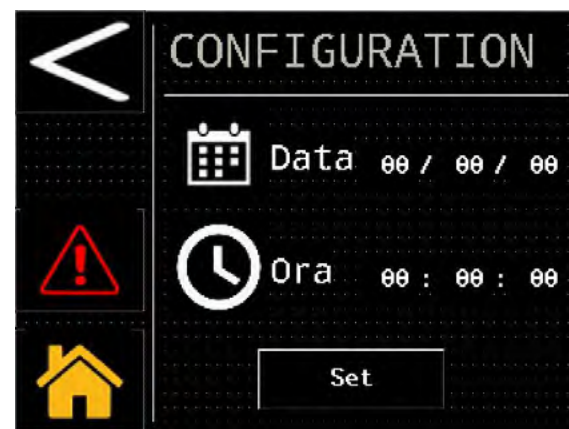 CONFIGURATION
Data 00 / 00 / 00
Ora 00 : 00 : 00
Set